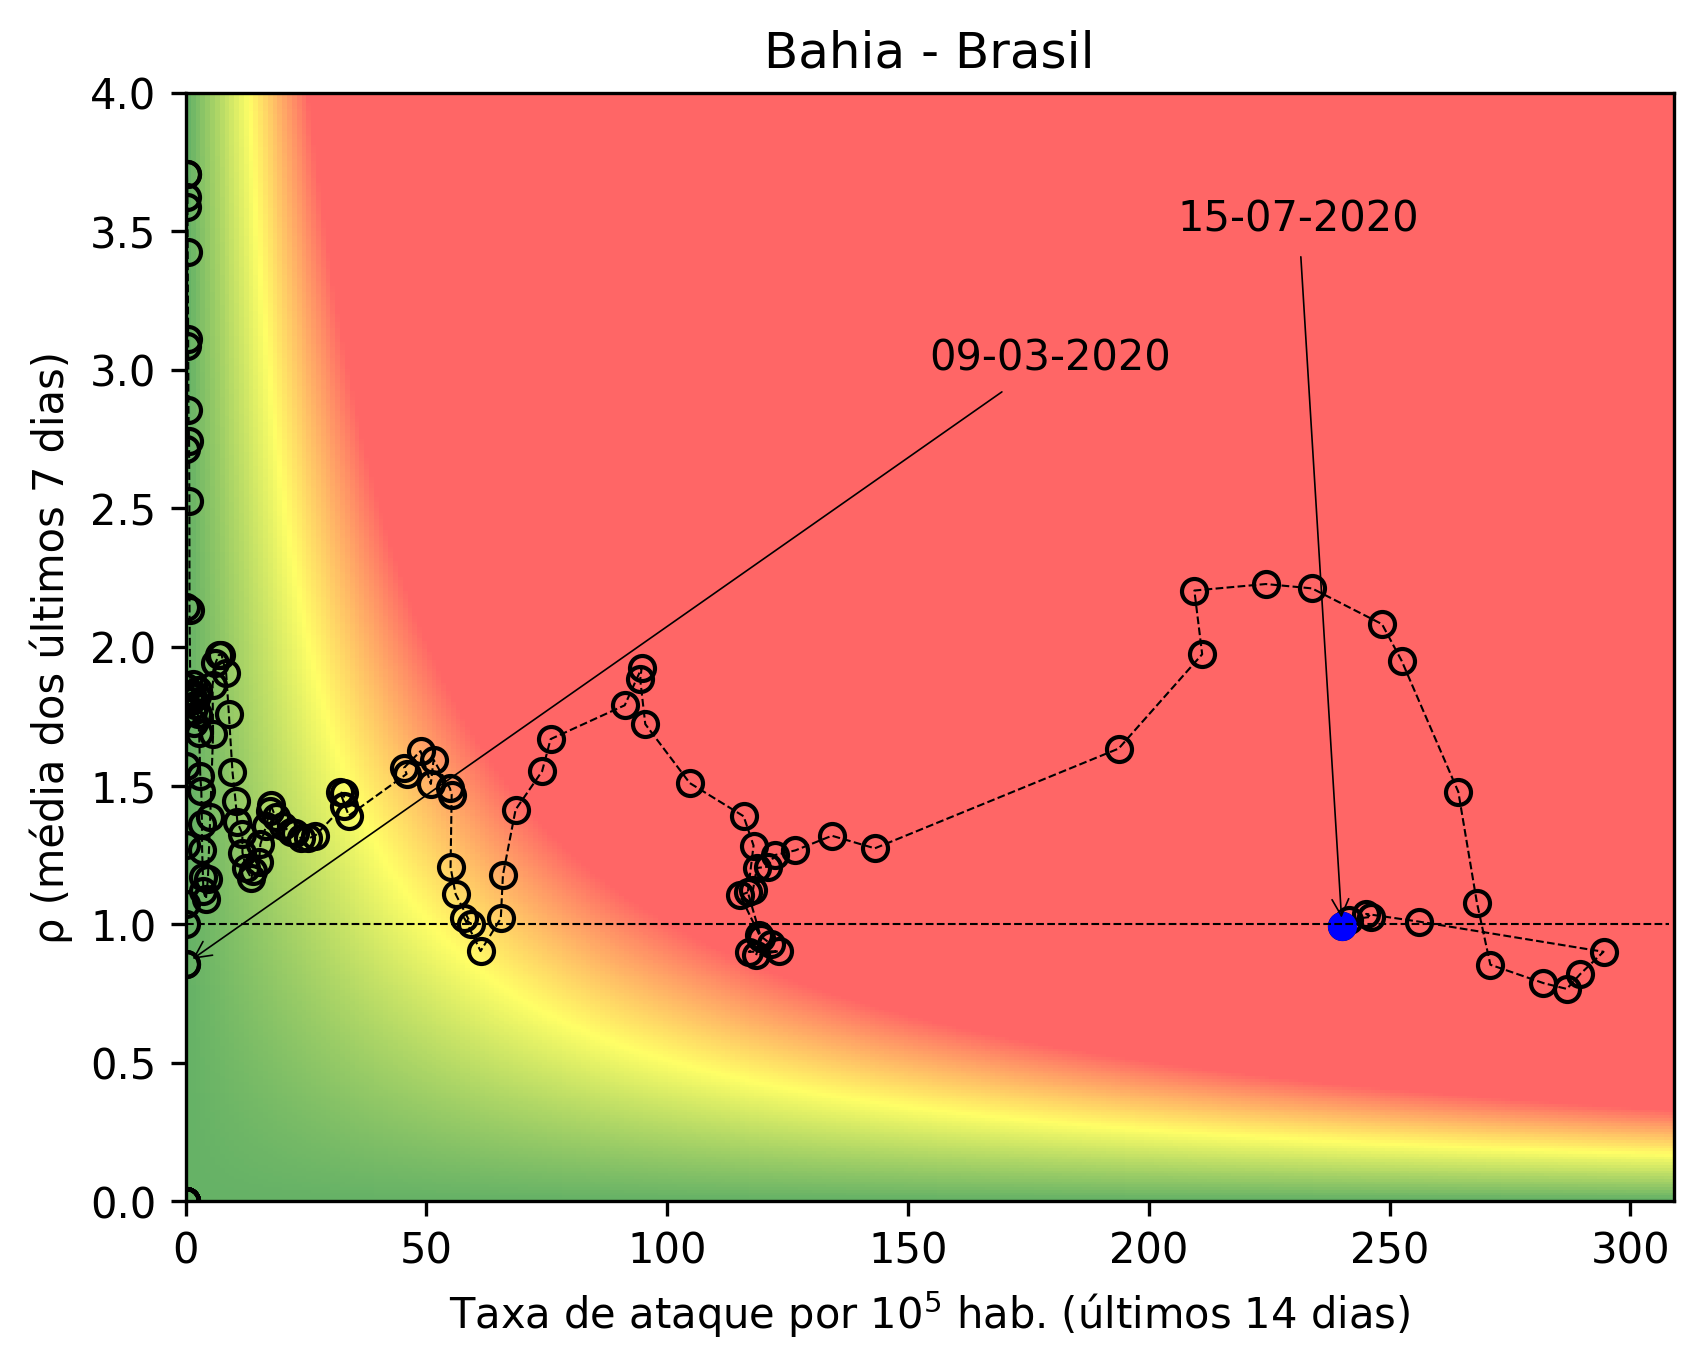 Bahia - Brasil
4.0
3.5
3.0
2.5
2.0
1.5
1.0
0.5
0.0
ρ (média dos últimos 7 dias)
15-07-2020
09-03-2020
0 50 100 150 200 250 300
Taxa de ataque por 10⁵ hab. (últimos 14 dias)